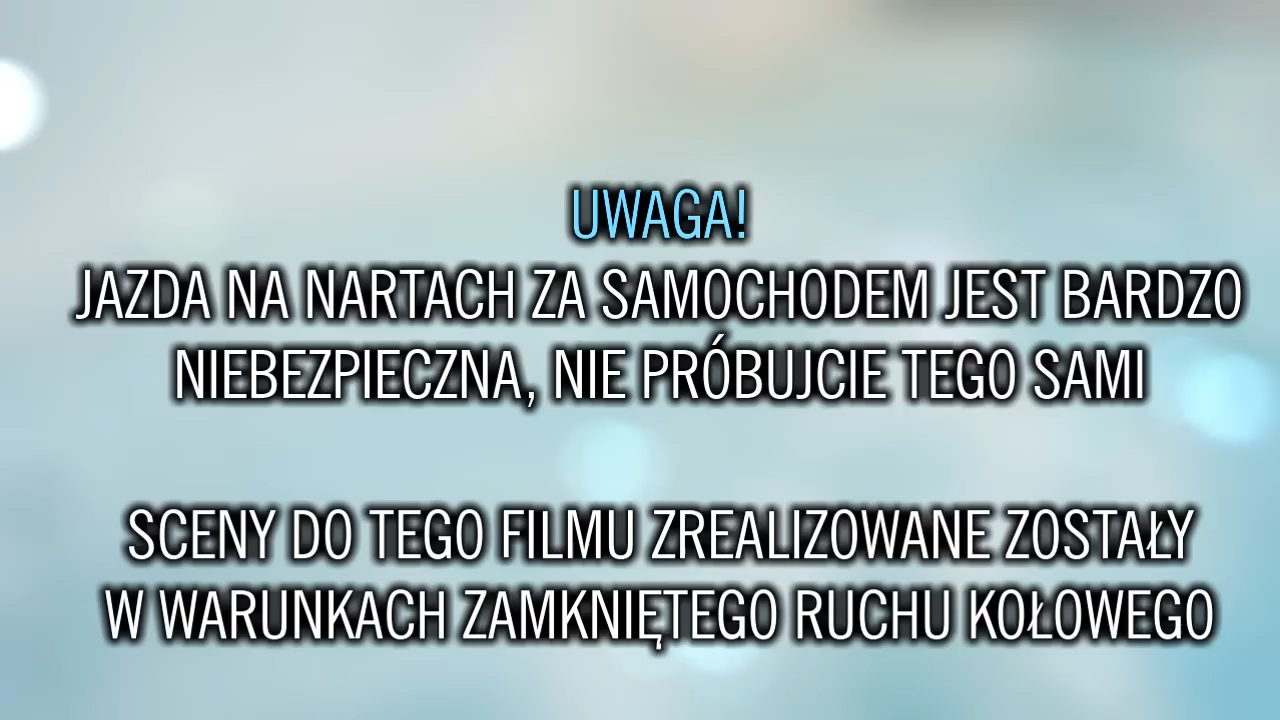 UWAGA!
JAZDA NA NARTACH ZA SAMOCHODEM JEST BARDZO
NIEBEZPIECZNA, NIE PRÓBUJCIE TEGO SAMI
SCENY DO TEGO FILMU ZREALIZOWANE ZOSTAŁY
W WARUNKACH ZAMKNIĘTEGO RUCHU KOŁOWEGO